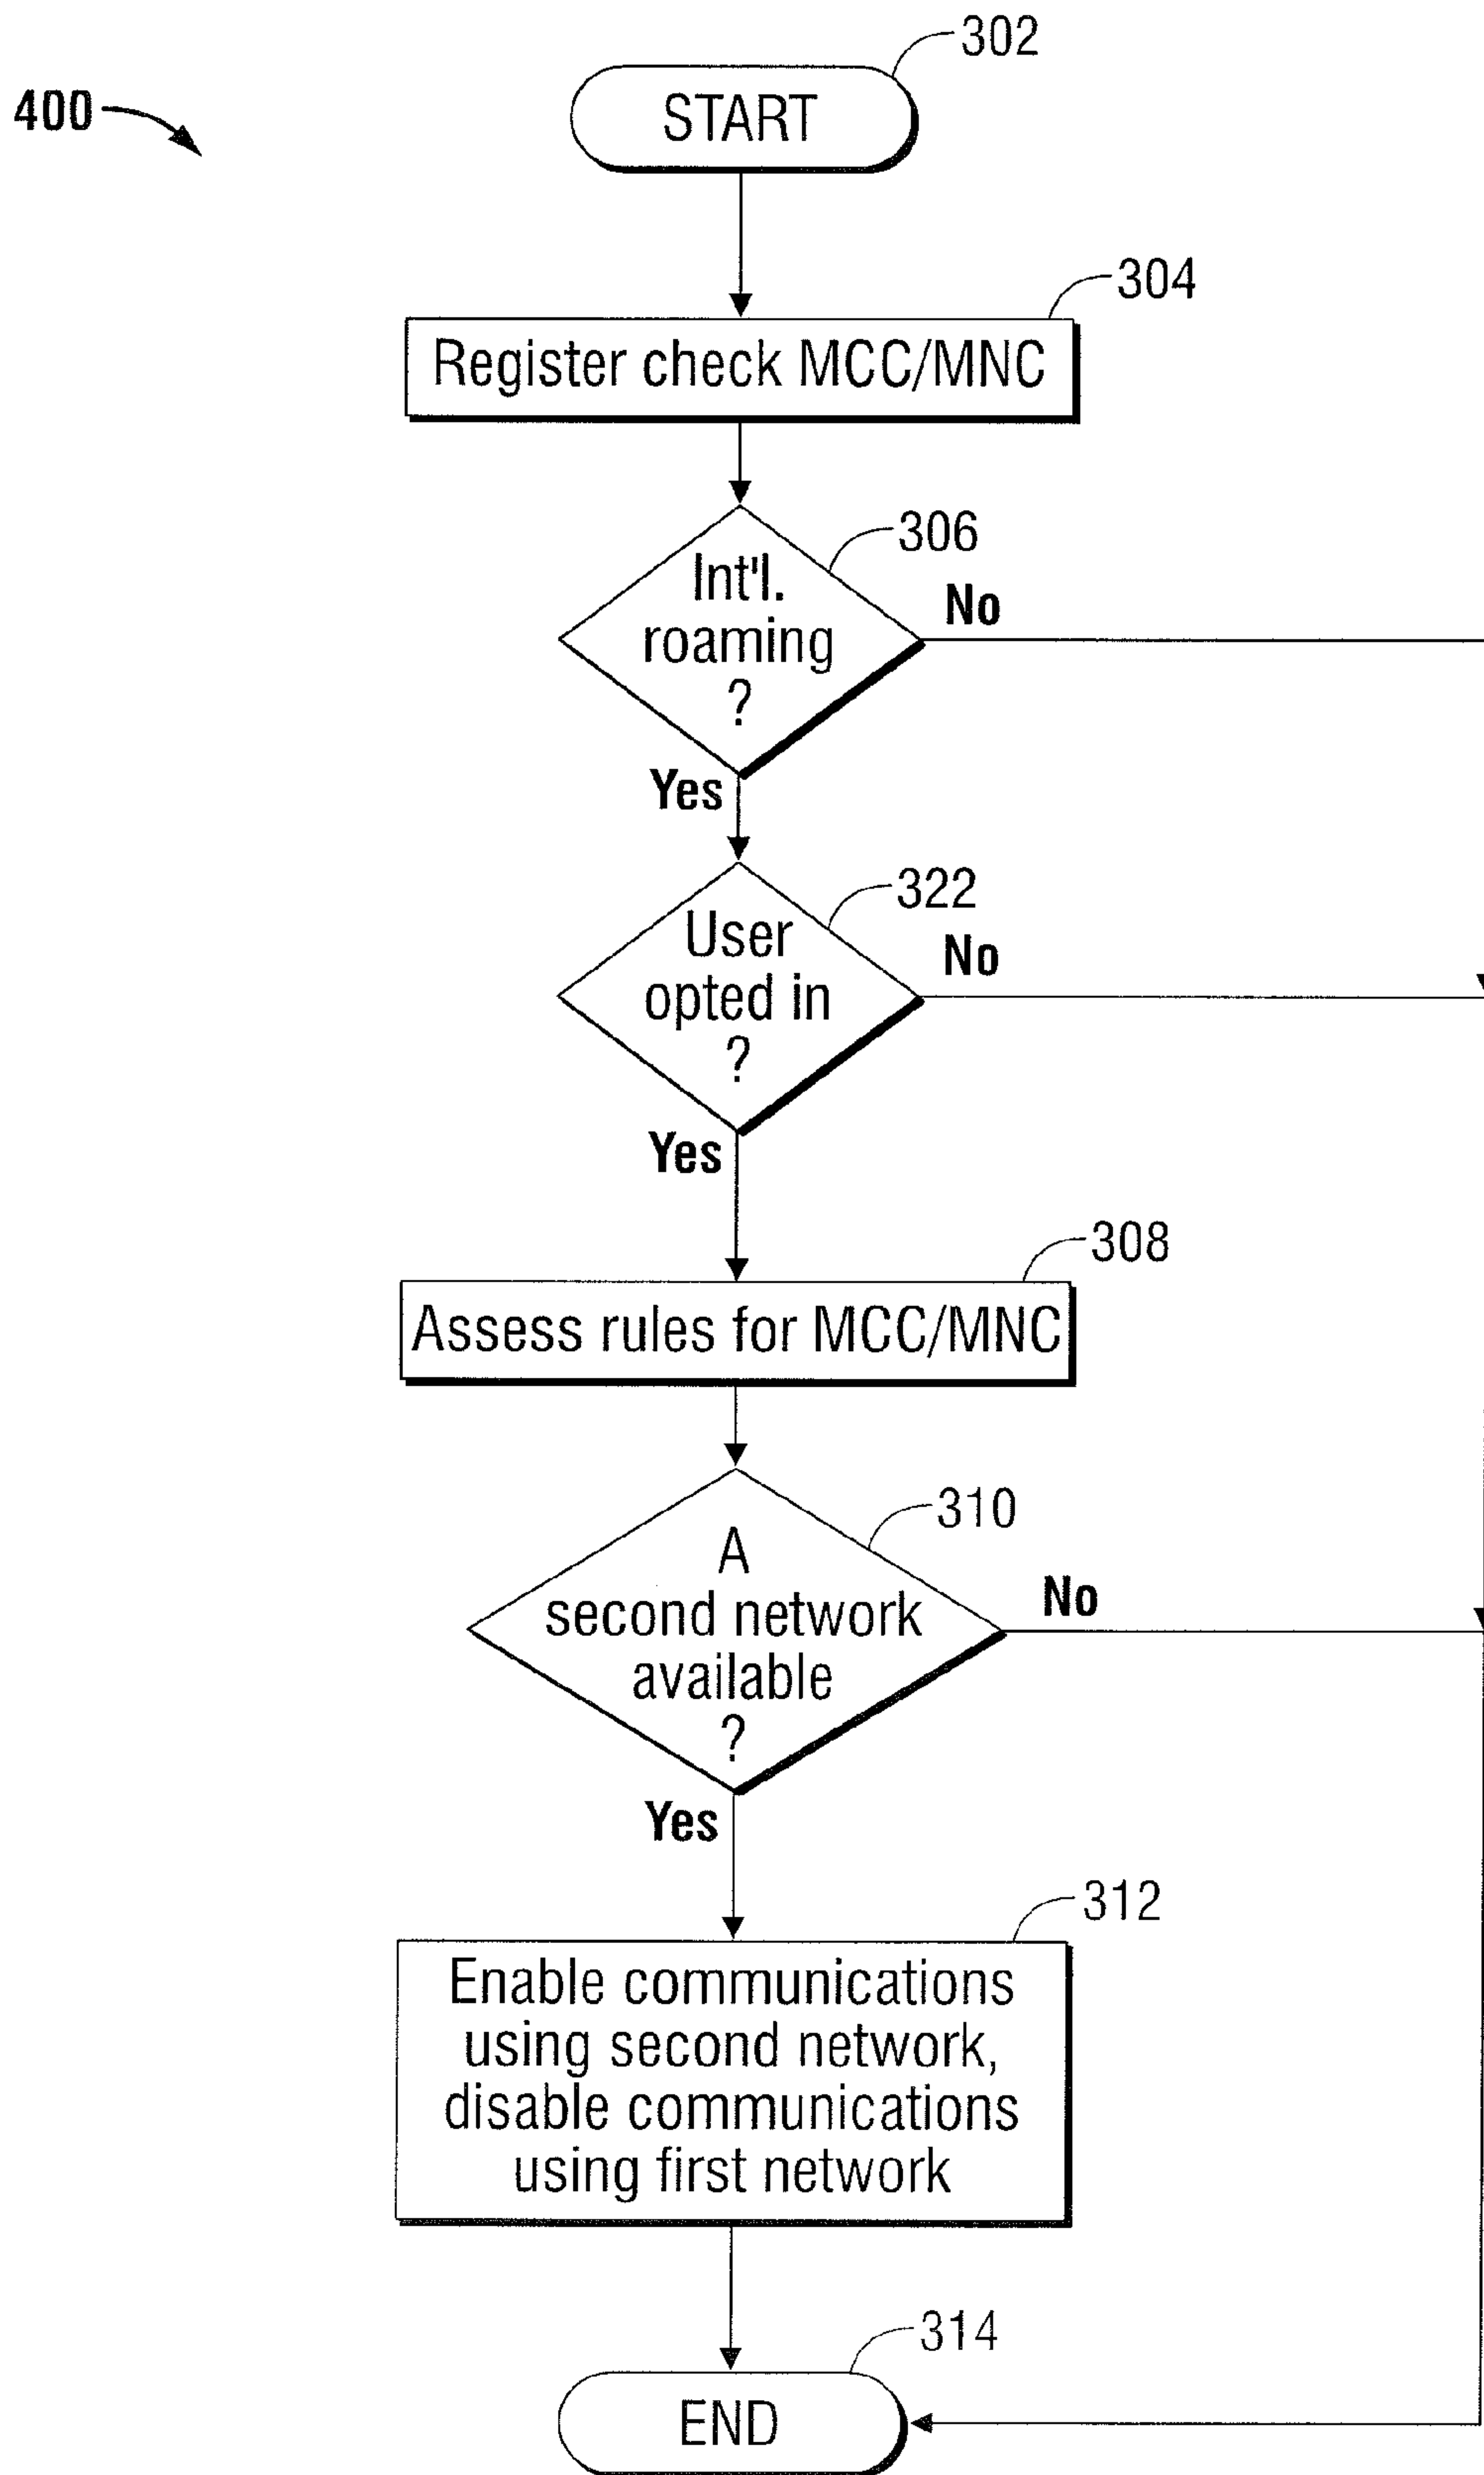 302
400
START
304
Register check MCC/MNC
306
Int'l.
roaming
?
No
Yes
322
User
opted in
?
No
Yes
308
Assess rules for MCC/MNC
310
A
second network
available
?
No
Yes
312
Enable communications
using second network,
disable communications
using first network
314
END